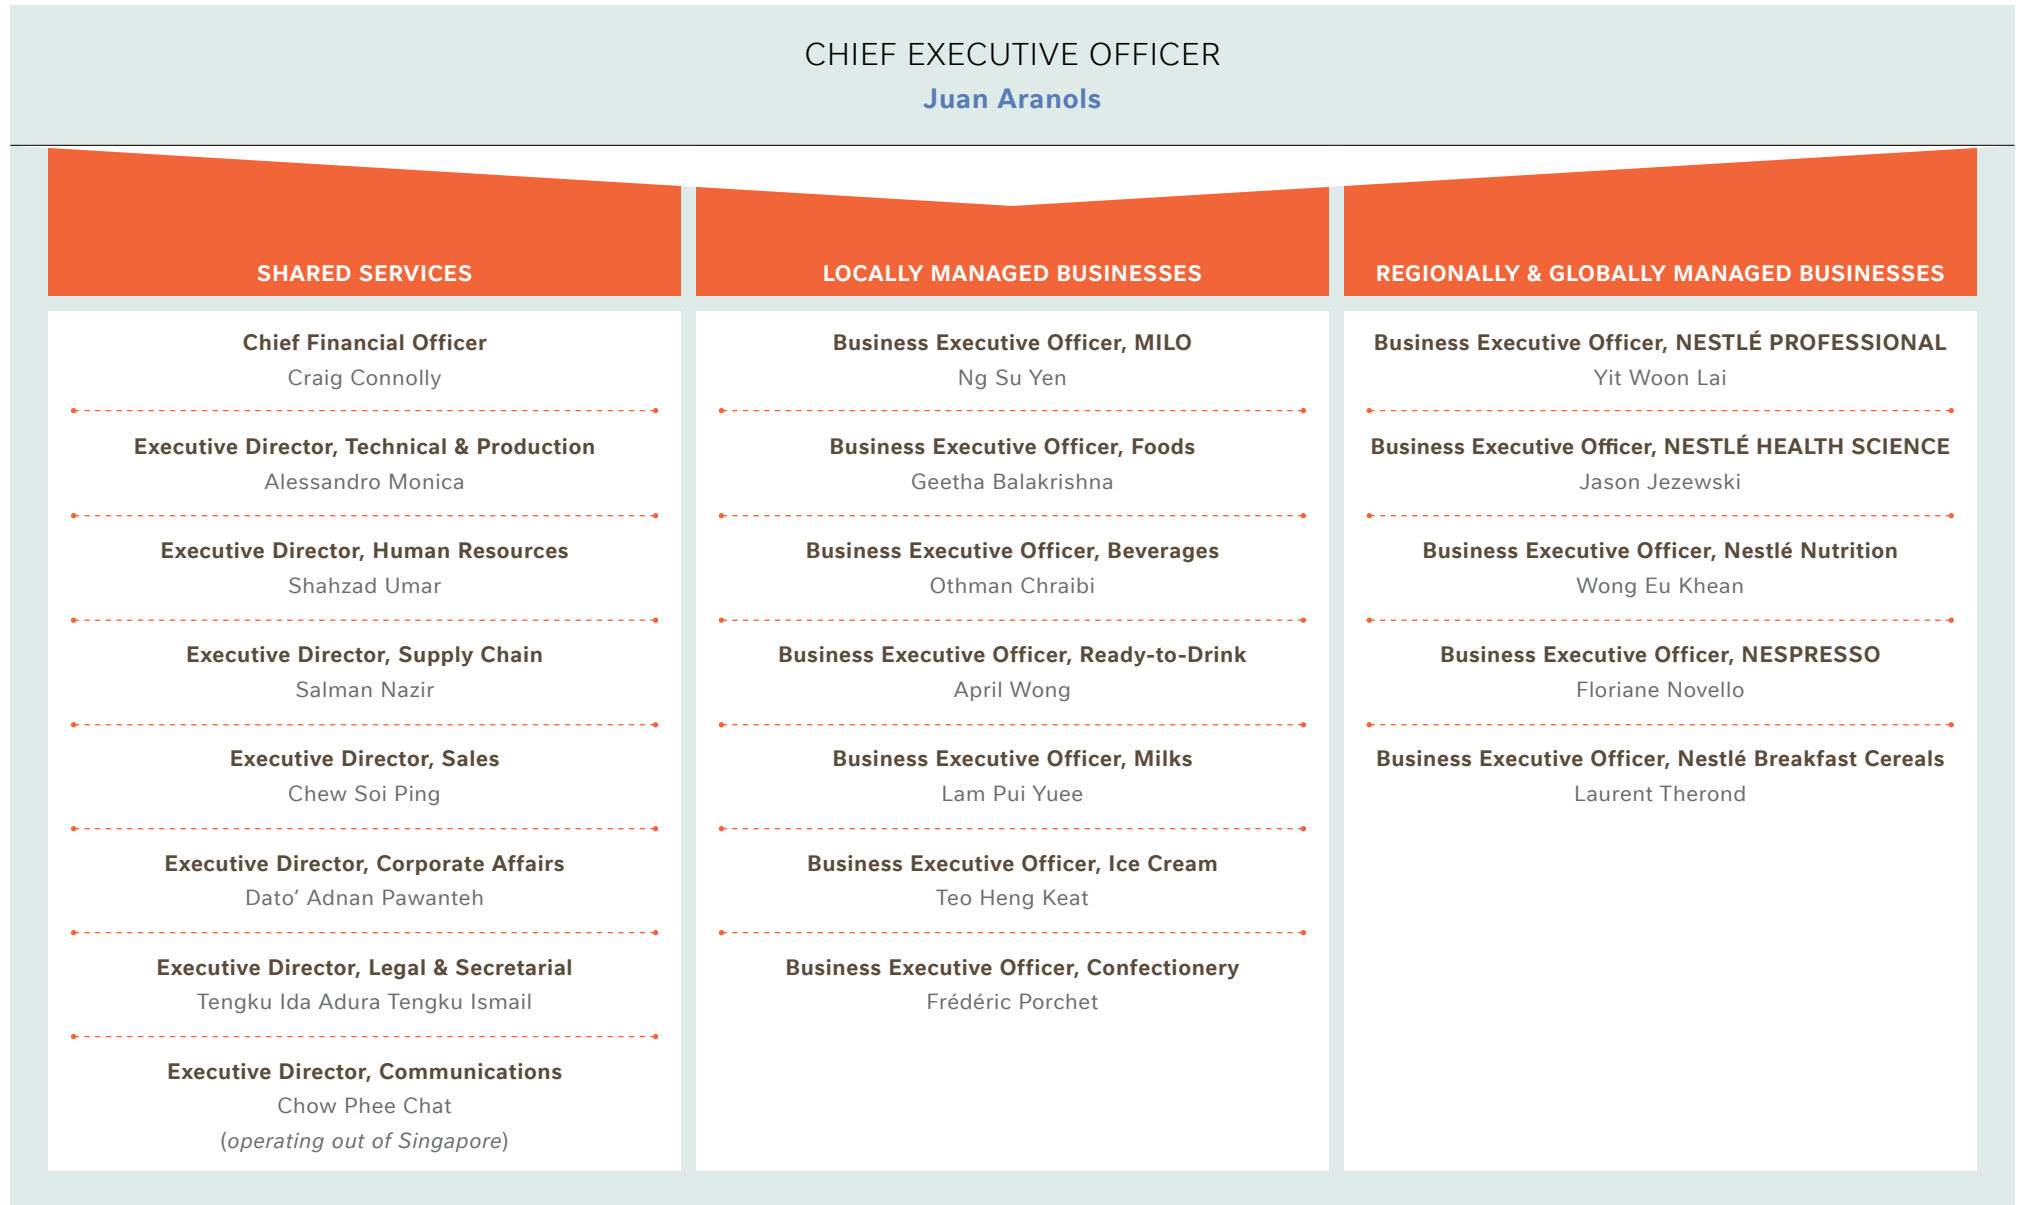 CHIEF EXECUTIVE OFFICER
Juan Aranols
SHARED SERVICES
Chief Financial Officer
Craig Connolly
Executive Director, Technical & Production
Alessandro Monica
Executive Director, Human Resources
Shahzad Umar
Executive Director, Supply Chain
Salman Nazir
Executive Director, Sales
Chew Soi Ping
Executive Director, Corporate Affairs
Dato’ Adnan Pawanteh
Executive Director, Legal & Secretarial
Tengku Ida Adura Tengku Ismail
Executive Director, Communications
Chow Phee Chat
(operating out of Singapore)
LOCALLY MANAGED BUSINESSES
Business Executive Officer, MILO
Ng Su Yen
Business Executive Officer, Foods
Geetha Balakrishna
Business Executive Officer, Beverages
Othman Chraibi
Business Executive Officer, Ready-to-Drink
April Wong
Business Executive Officer, Milks
Lam Pui Yuee
Business Executive Officer, Ice Cream
Teo Heng Keat
Business Executive Officer, Confectionery
Frédéric Porchet
REGIONALLY & GLOBALLY MANAGED BUSINESSES
Business Executive Officer, NESTLÉ PROFESSIONAL
Yit Woon Lai
Business Executive Officer, NESTLÉ HEALTH SCIENCE
Jason Jezewski
Business Executive Officer, Nestlé Nutrition
Wong Eu Khean
Business Executive Officer, NESPRESSO
Floriane Novello
Business Executive Officer, Nestlé Breakfast Cereals
Laurent Therond